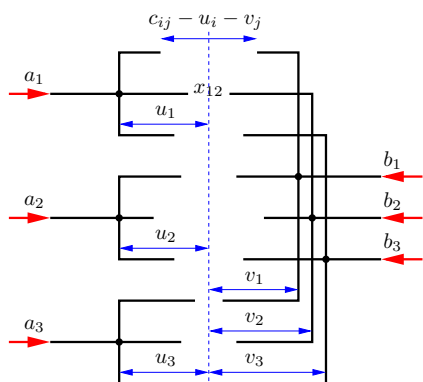 c_{ij} − u_i − v_j
a_1
x_{12}
u_1
b_1
a_2
b_2
u_2
b_3
v_1
a_3
v_2
u_3
v_3